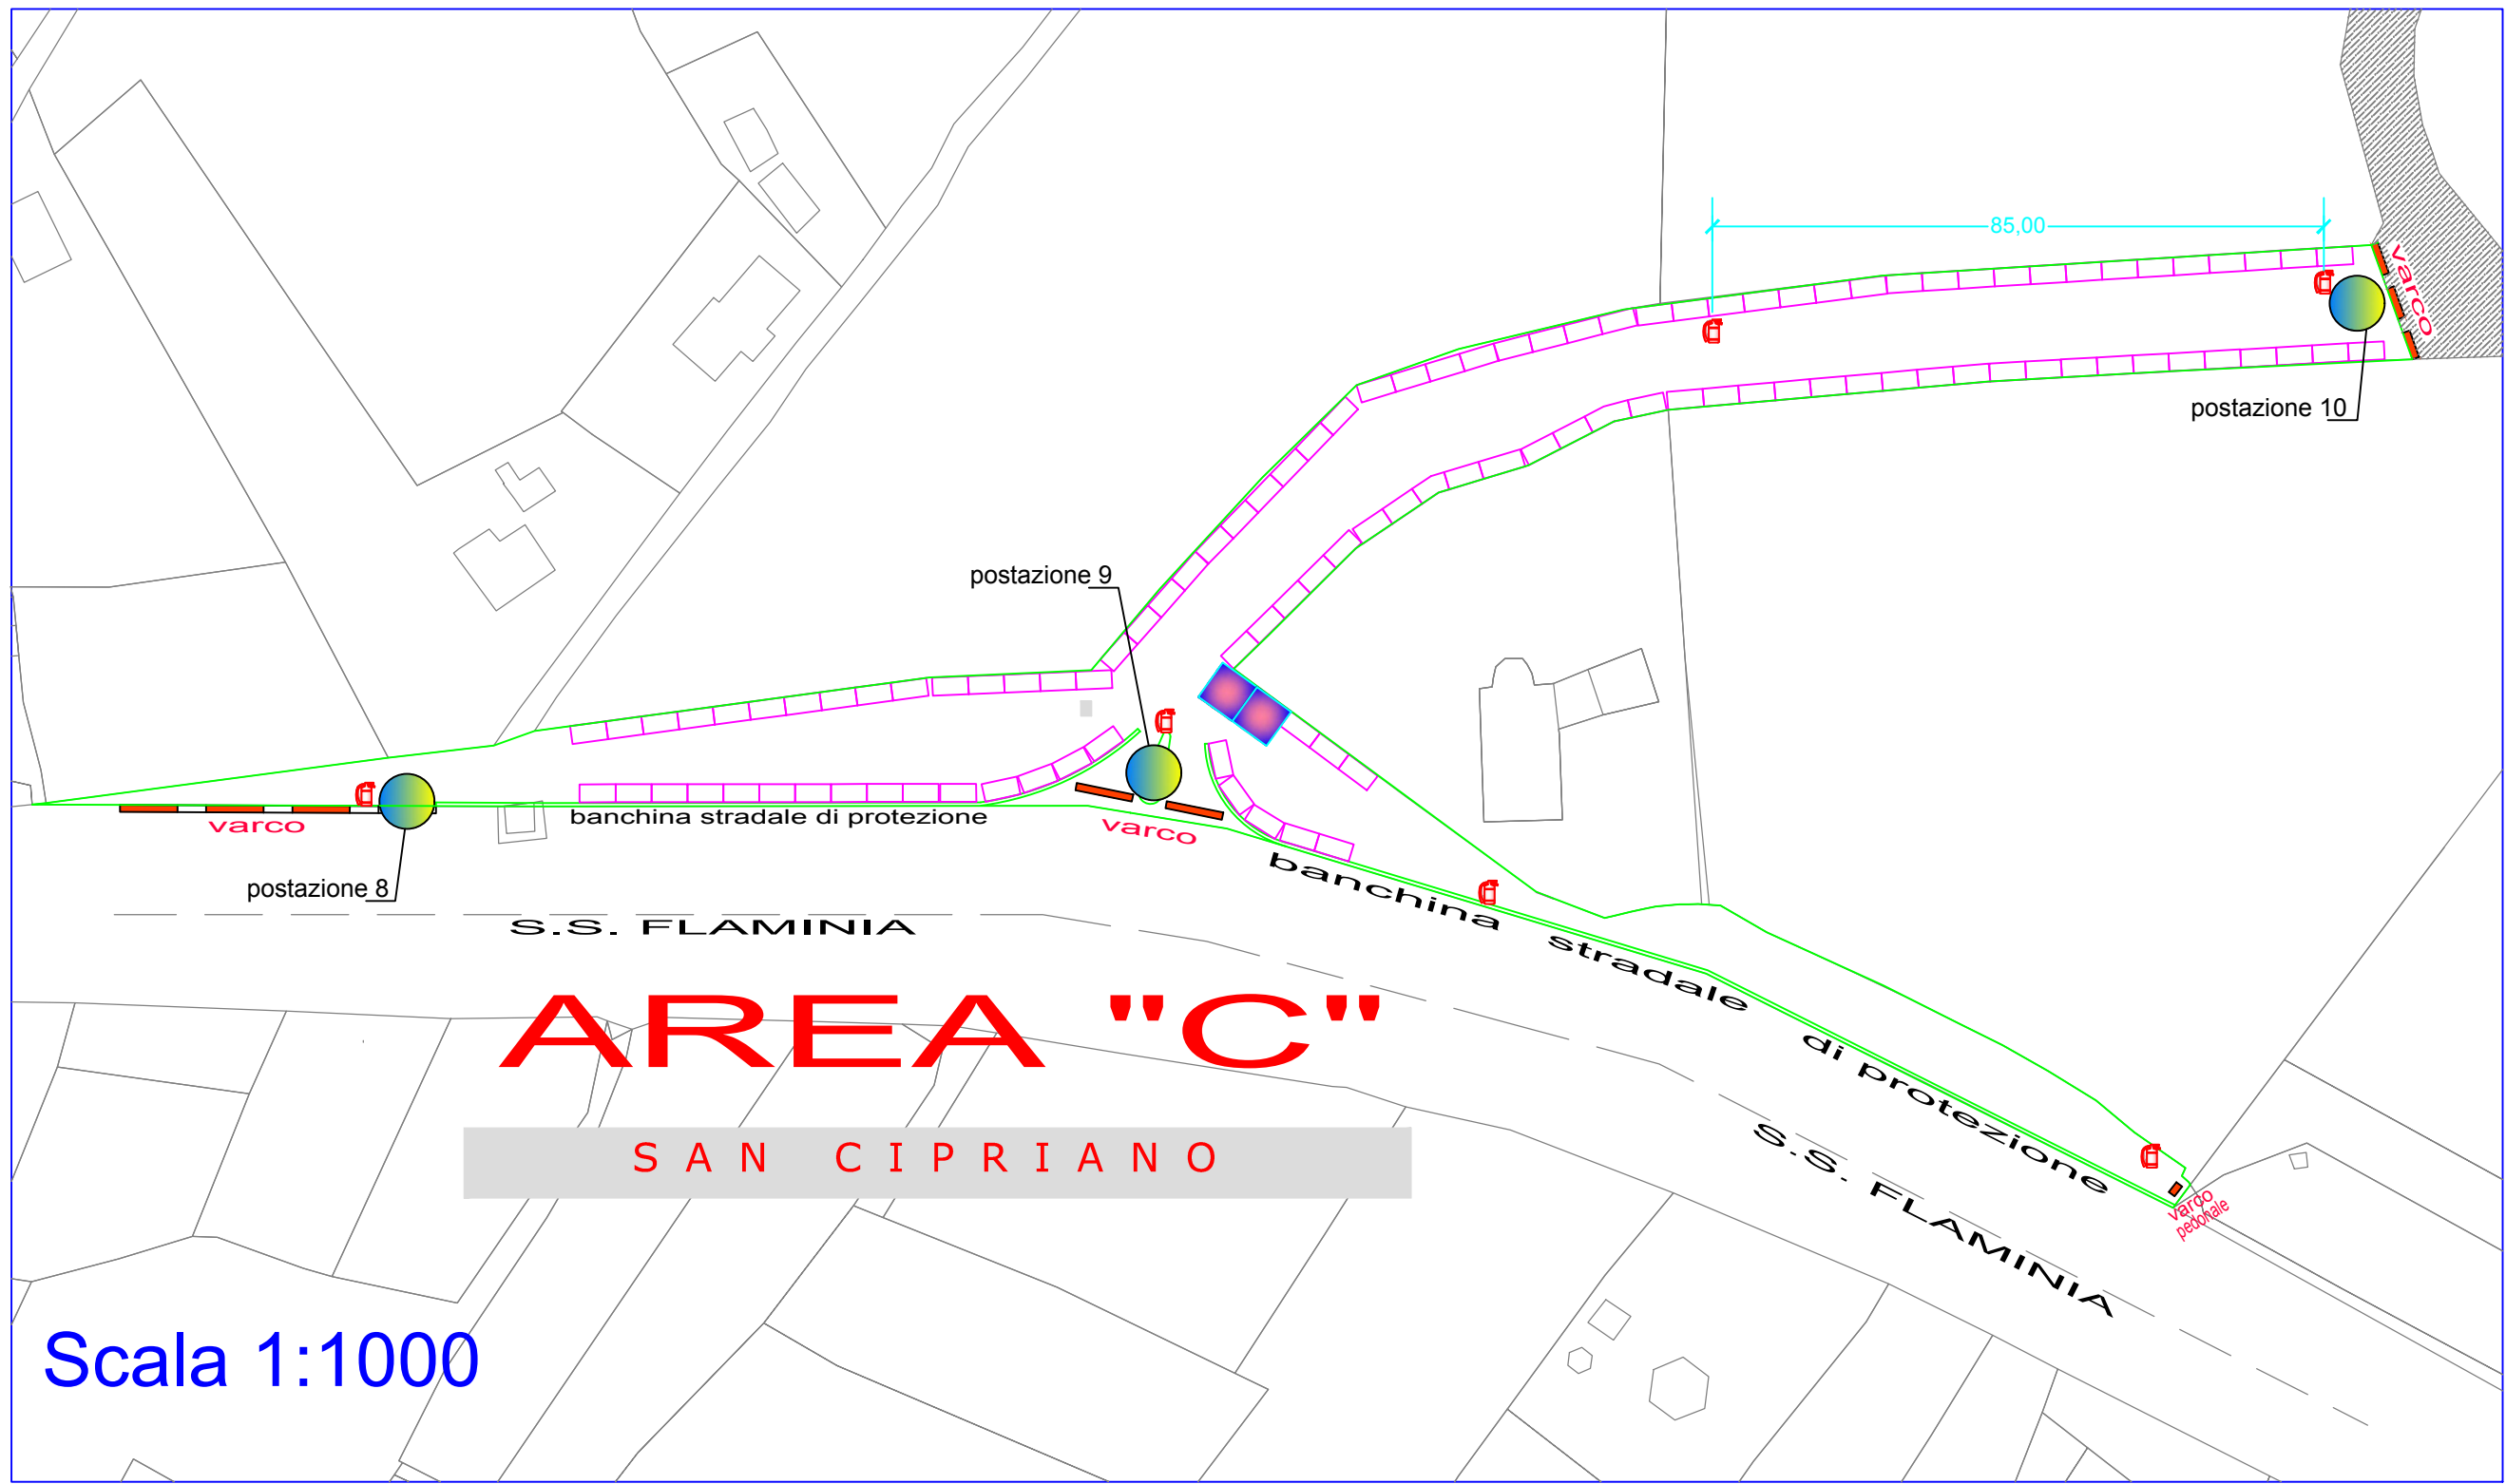 85,00
varco
postazione 10
postazione 9
varco
banchina stradale di protezione
varco
postazione 8
banchina stradale di protezione
S.S. FLAMINIA
AREA "C"
SAN CIPRIANO
S.S. FLAMINIA
varco
pedonale
Scala 1:1000